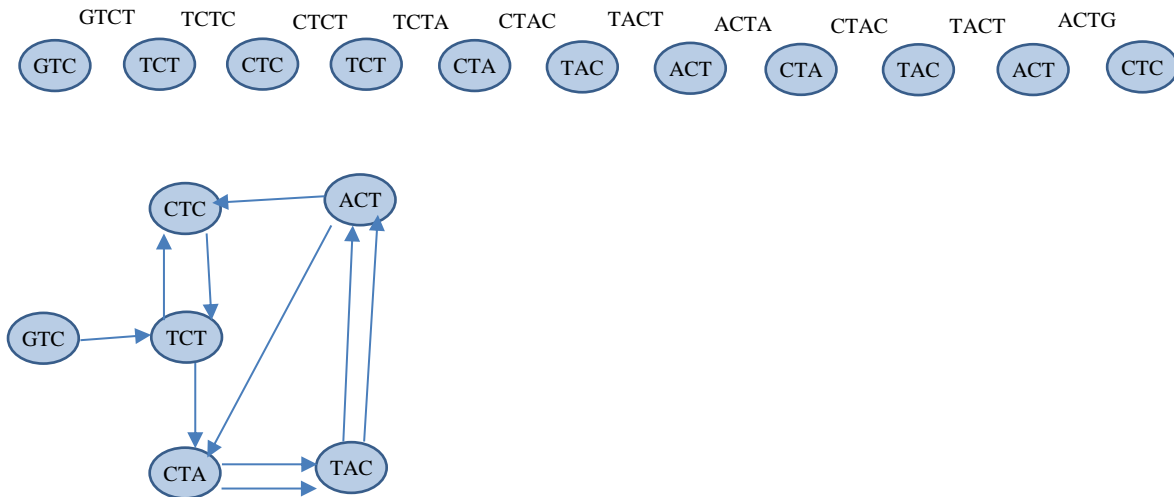 GTCT TCTC CTCT TCTA CTAC TACT ACTA CTAC TACT ACTG
GTC TCT CTC TCT CTA TAC ACT CTA TAC ACT CTC
CTC ACT
GTC TCT
CTA TAC